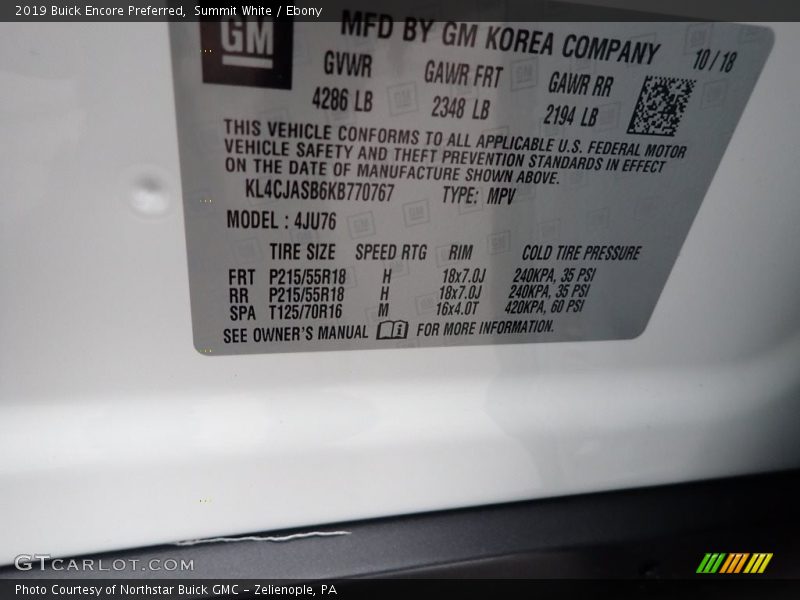 2019 Buick Encore Preferred, Summit White / Ebony
GM
MFD BY GM KOREA COMPANY
10/18
GVWR GAWR FRT GAWR RR
4286 LB 2348 LB 2194 LB
THIS VEHICLE CONFORMS TO ALL APPLICABLE U.S. FEDERAL MOTOR
VEHICLE SAFETY AND THEFT PREVENTION STANDARDS IN EFFECT
ON THE DATE OF MANUFACTURE SHOWN ABOVE.
KL4CJASB6KB770767 TYPE: MPV
MODEL : 4JU76
TIRE SIZE SPEED RTG RIM COLD TIRE PRESSURE
FRT P215/55R18 H 18x7.0J 240KPA, 35 PSI
RR P215/55R18 H 18x7.0J 240KPA, 35 PSI
SPA T125/70R16 M 16x4.0T 420KPA, 60 PSI
SEE OWNER'S MANUAL FOR MORE INFORMATION.
GTCARLOT.COM
Photo Courtesy of Northstar Buick GMC - Zelienople, PA